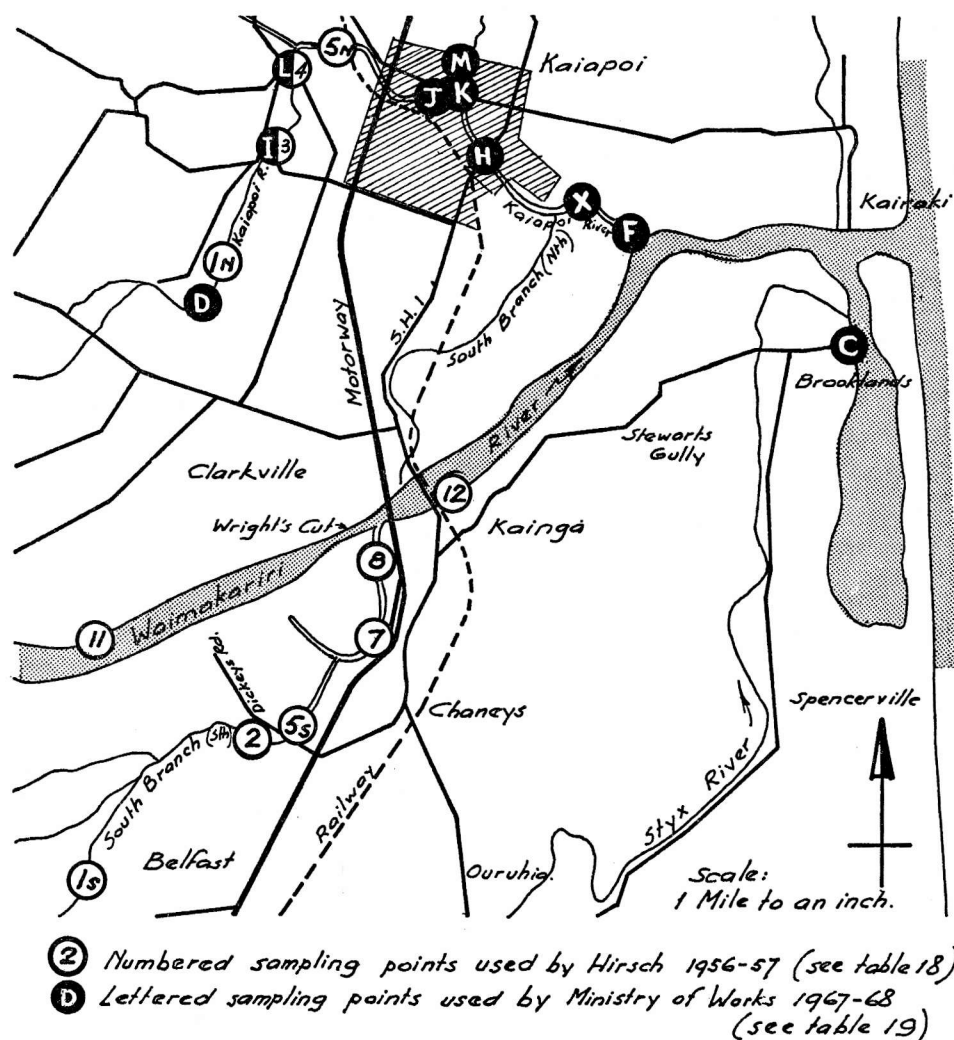 5N
M
Kaiapoi
L 4
J
K
I 3
H
Kaiapoi R.
X
Kaiapoi
River
F
Kairaki
1N
D
South Branch (Nth)
S.H.1.
Motorway
C
Brooklands
River
Stewarts
Gully
Clarkville
12
Wright's Cut
Kainga
8
Waimakariri
11
7
Dickeys Rd.
5s
2
Chaneys
Spencerville
South Branch (Sth)
Railway
Styx River
Belfast
1s
Ouruhia.
Scale:
1 Mile to an inch.
2 Numbered sampling points used by Hirsch 1956-57 (see table 18)
D Lettered sampling points used by Ministry of Works 1967-68
(see table 19)